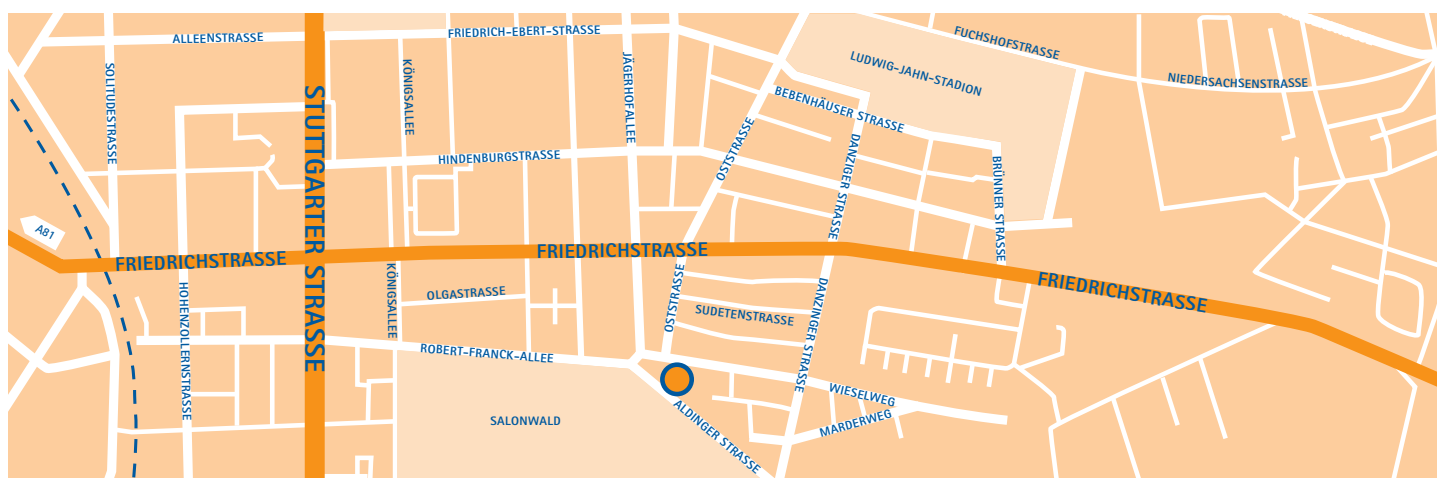 ALLEENSTRASSE
FRIEDRICH-EBERT-STRASSE
FUCHSHOFSTRASSE
NIEDERSACHSENSTRASSE
LUDWIG-JAHN-STADION
SOLITUDESTRASSE
KÖNIGSALLEE
JÄGERHOFALLEE
BEBENHÄUSER STRASSE
STUTTGARTER STRASSE
HINDENBURGSTRASSE
OSTSTRASSE
DANZIGER STRASSE
BRÜNNER STRASSE
A81
FRIEDRICHSTRASSE
FRIEDRICHSTRASSE
FRIEDRICHSTRASSE
HOHENZOLLERNSTRASSE
KÖNIGSALLEE
OLGASTRASSE
OSTSTRASSE
SUDETENSTRASSE
DANZINGER STRASSE
ROBERT-FRANCK-ALLEE
WIESELWEG
MARDERWEG
ALDINGER STRASSE
SALONWALD